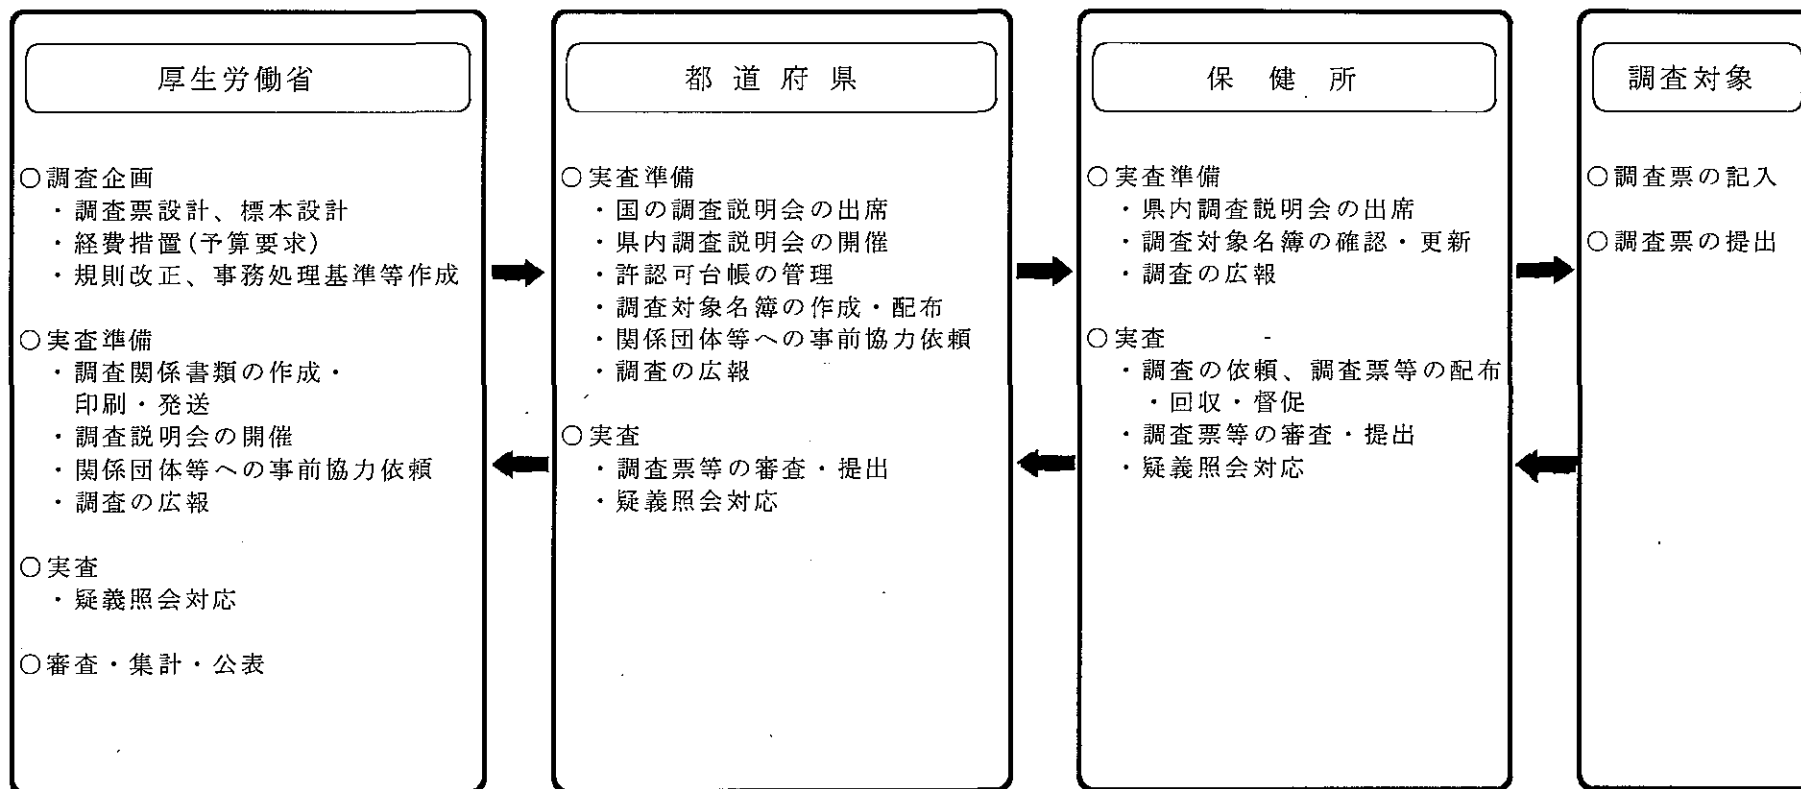 厚生労働省
○調査企画
・調査票設計、標本設計
・経費措置(予算要求)
・規則改正、事務処理基準等作成
○実査準備
・調査関係書類の作成・
印刷・発送
・調査説明会の開催
・関係団体等への事前協力依頼
・調査の広報
○実査
・疑義照会対応
○審査・集計・公表
都道府県
○実査準備
・国の調査説明会の出席
・県内調査説明会の開催
・許認可台帳の管理
・調査対象名簿の作成・配布
・関係団体等への事前協力依頼
・調査の広報
○実査
・調査票等の審査・提出
・疑義照会対応
保健所
○実査準備
・県内調査説明会の出席
・調査対象名簿の確認・更新
・調査の広報
○実査
・調査の依頼、調査票等の配布
・回収・督促
・調査票等の審査・提出
・疑義照会対応
調査対象
○調査票の記入
○調査票の提出